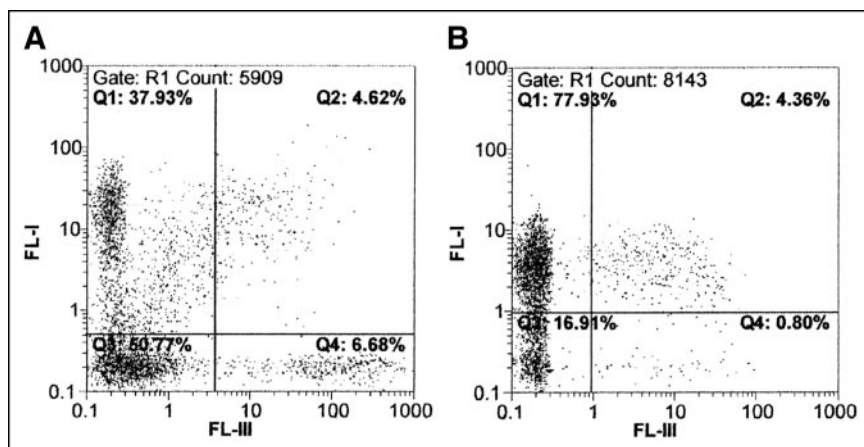 A
Gate: R1 Count: 5909
Q1: 37.93%
Q2: 4.62%
Q3: 50.77%
Q4: 6.68%
1000
100
10
1
0.1
FL-I
0.1 1 10 100 1000
FL-III
B
Gate: R1 Count: 8143
Q1: 77.93%
Q2: 4.36%
Q3: 16.91%
Q4: 0.80%
1000
100
10
1
0.1
FL-I
0.1 1 10 100 1000
FL-III